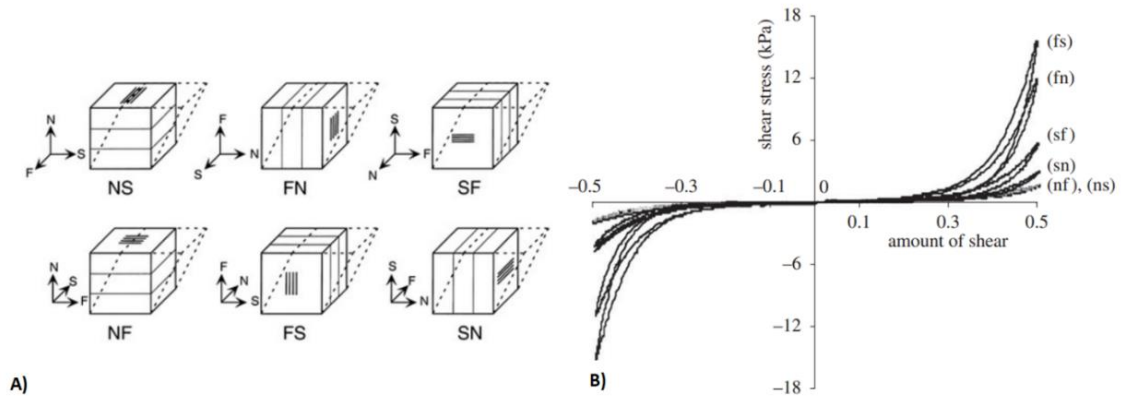 N
S
F
NS
F
N
S
FN
S
F
N
SF
N
S
F
NF
F
N
S
FS
S
F
N
SN
A)
shear stress (kPa)
18
12
6
-0.5
-0.3
-0.1
0
0.1
0.3
0.5
amount of shear
−6
−12
−18
(fs)
(fn)
(sf)
(sn)
(nf), (ns)
B)